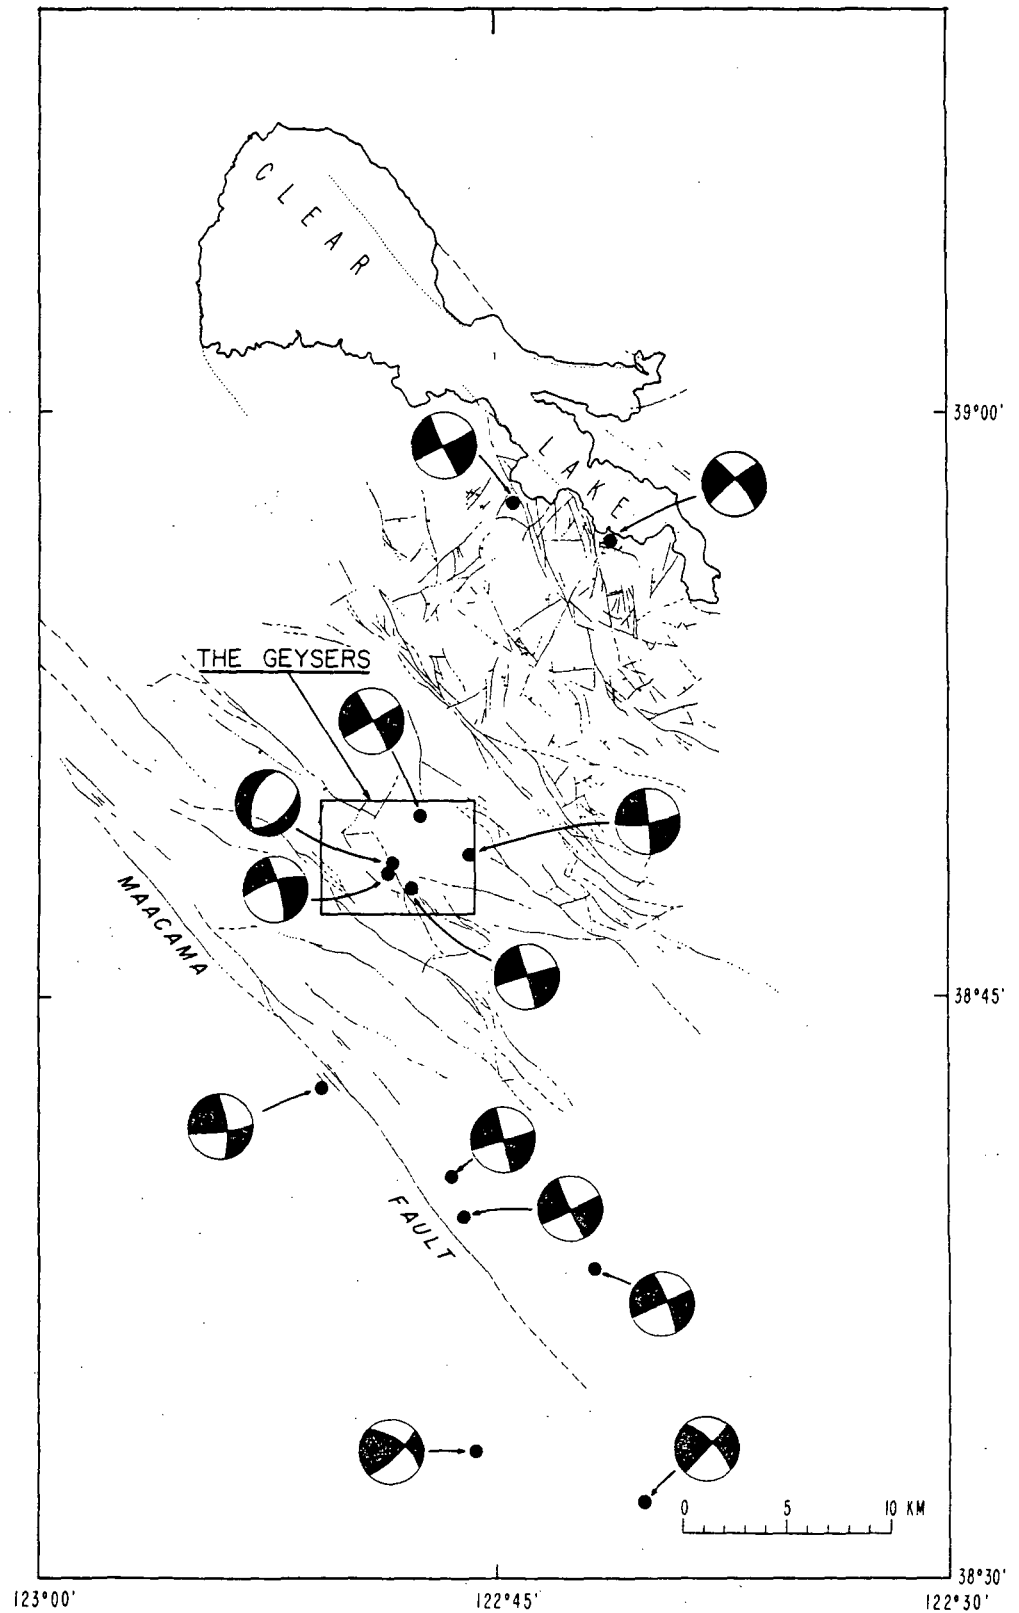 CLEAR
39°00'
LAKE
THE GEYSERS
MAACAMA
38°45'
FAULT
0 5 10 KM
38°30'
123°00' 122°45' 122°30'